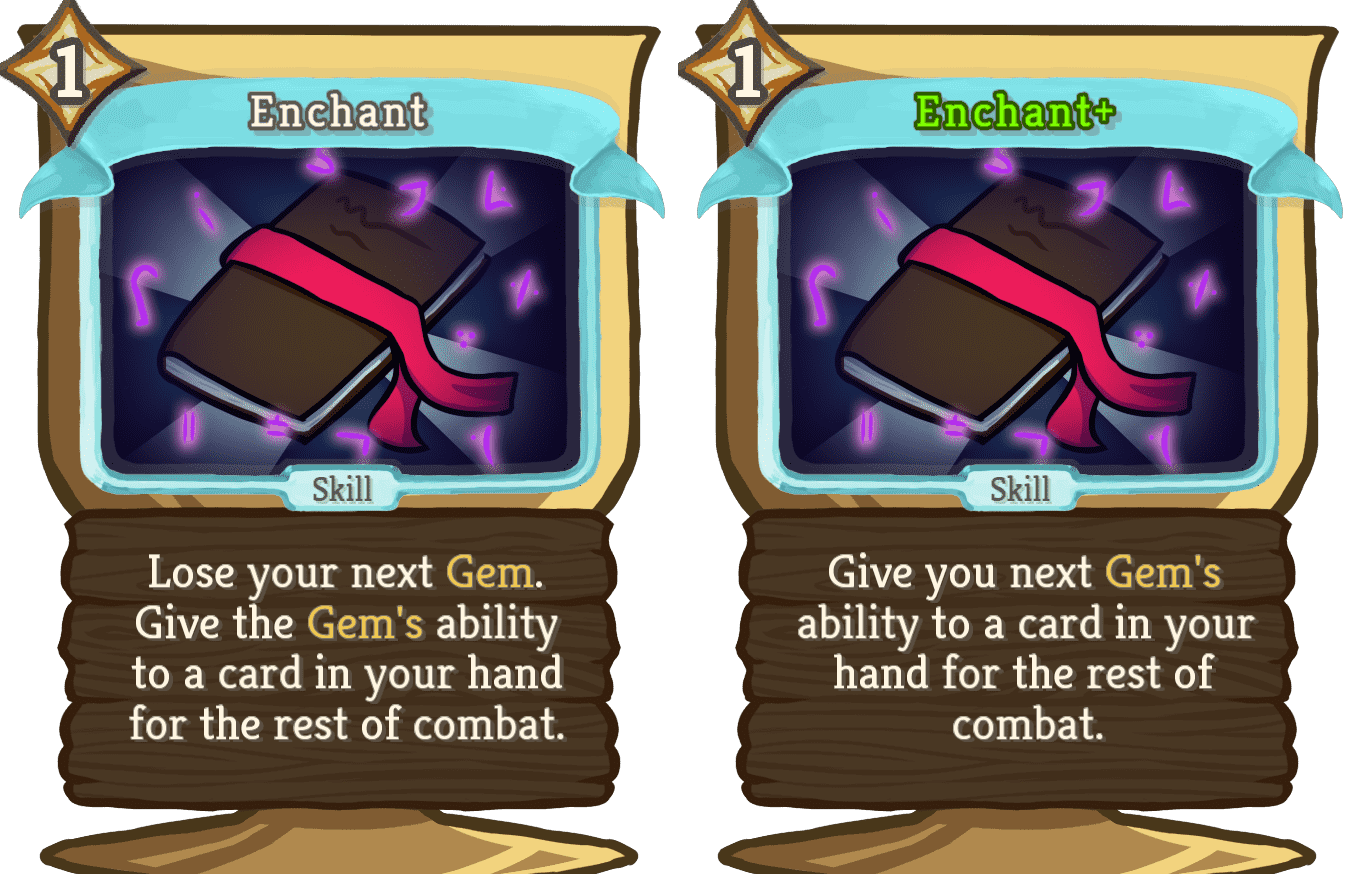 1
Enchant
Skill
Lose your next Gem.
Give the Gem's ability
to a card in your hand
for the rest of combat.
1
Enchant+
Skill
Give you next Gem's
ability to a card in your
hand for the rest of
combat.